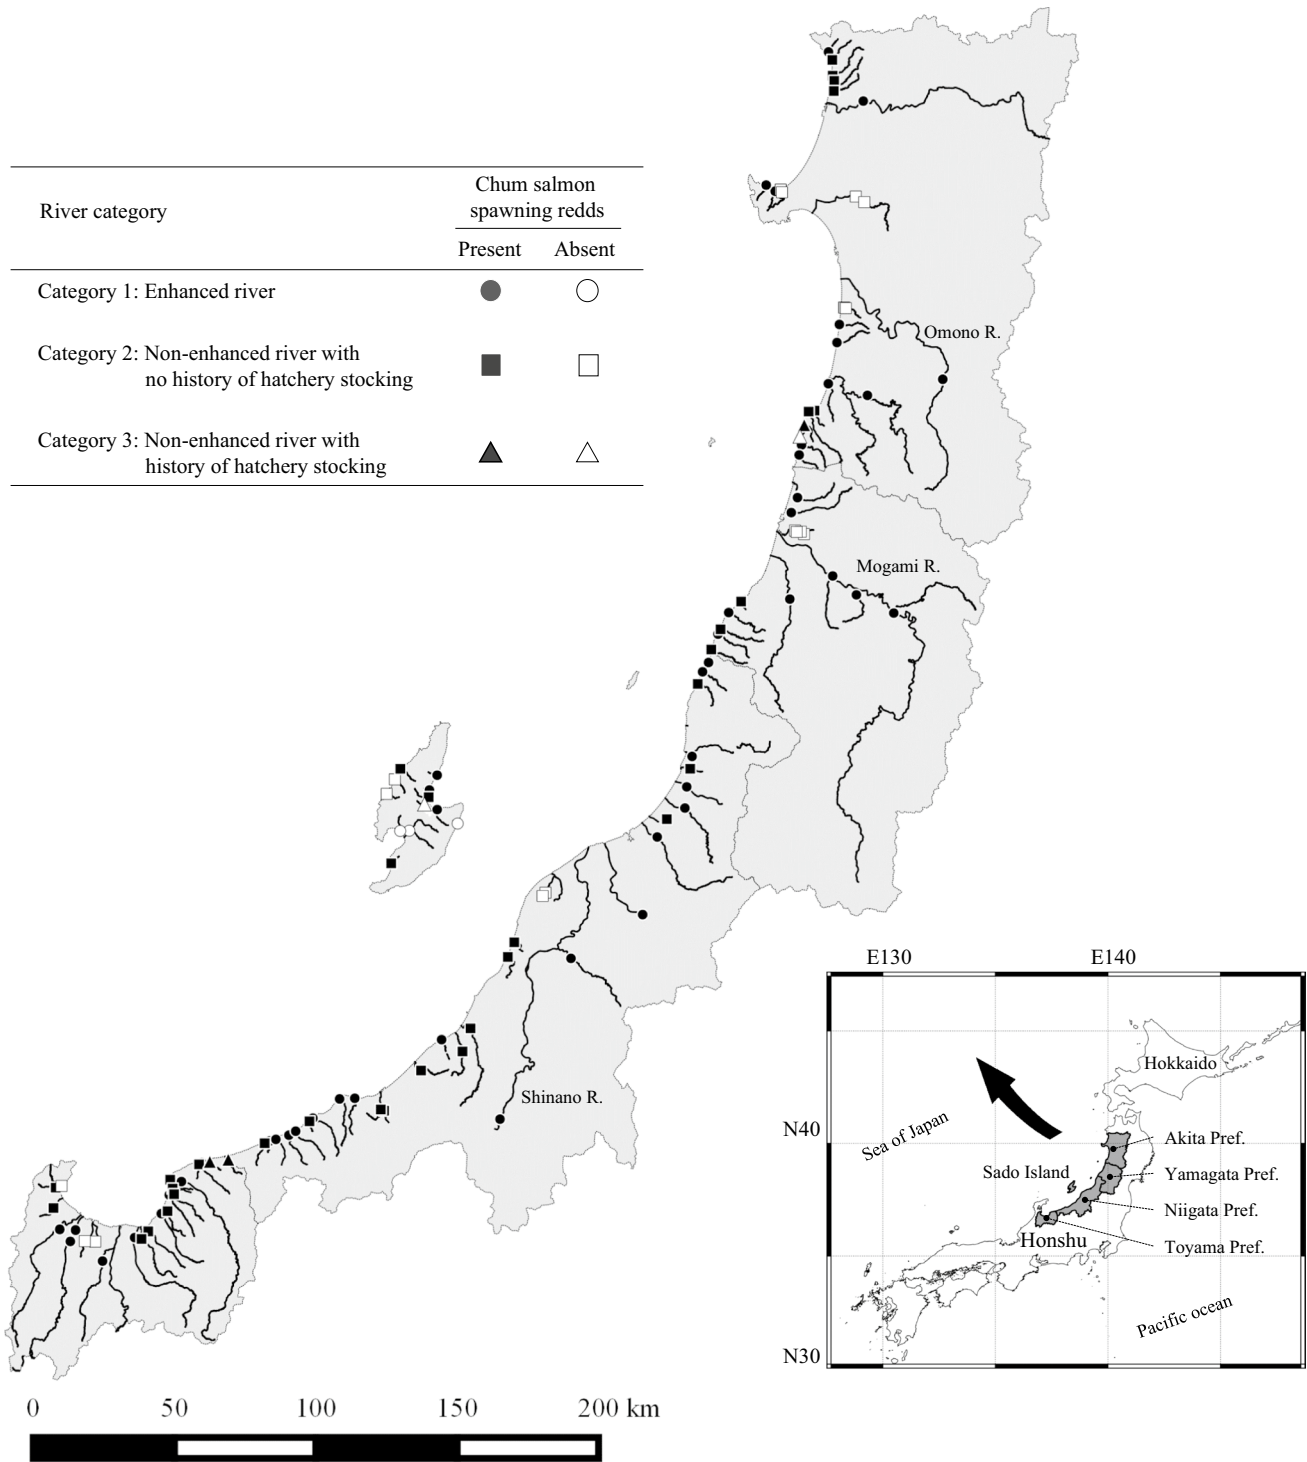 River category
Chum salmon
spawning redds
Present
Absent
Category 1: Enhanced river
Category 2: Non-enhanced river with
no history of hatchery stocking
Category 3: Non-enhanced river with
history of hatchery stocking
Omono R.
Mogami R.
Shinano R.
E130
E140
Hokkaido
N40
Sea of Japan
Akita Pref.
Sado Island
Yamagata Pref.
Niigata Pref.
Honshu
Toyama Pref.
Pacific ocean
N30
0 50 100 150 200 km